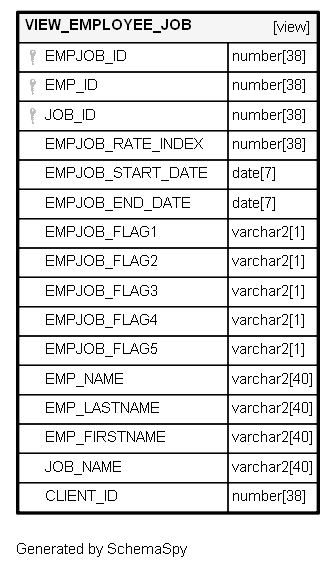 VIEW_EMPLOYEE_JOB [view]
EMPJOB_ID number[38]
EMP_ID number[38]
JOB_ID number[38]
EMPJOB_RATE_INDEX number[38]
EMPJOB_START_DATE date[7]
EMPJOB_END_DATE date[7]
EMPJOB_FLAG1 varchar2[1]
EMPJOB_FLAG2 varchar2[1]
EMPJOB_FLAG3 varchar2[1]
EMPJOB_FLAG4 varchar2[1]
EMPJOB_FLAG5 varchar2[1]
EMP_NAME varchar2[40]
EMP_LASTNAME varchar2[40]
EMP_FIRSTNAME varchar2[40]
JOB_NAME varchar2[40]
CLIENT_ID number[38]
Generated by SchemaSpy